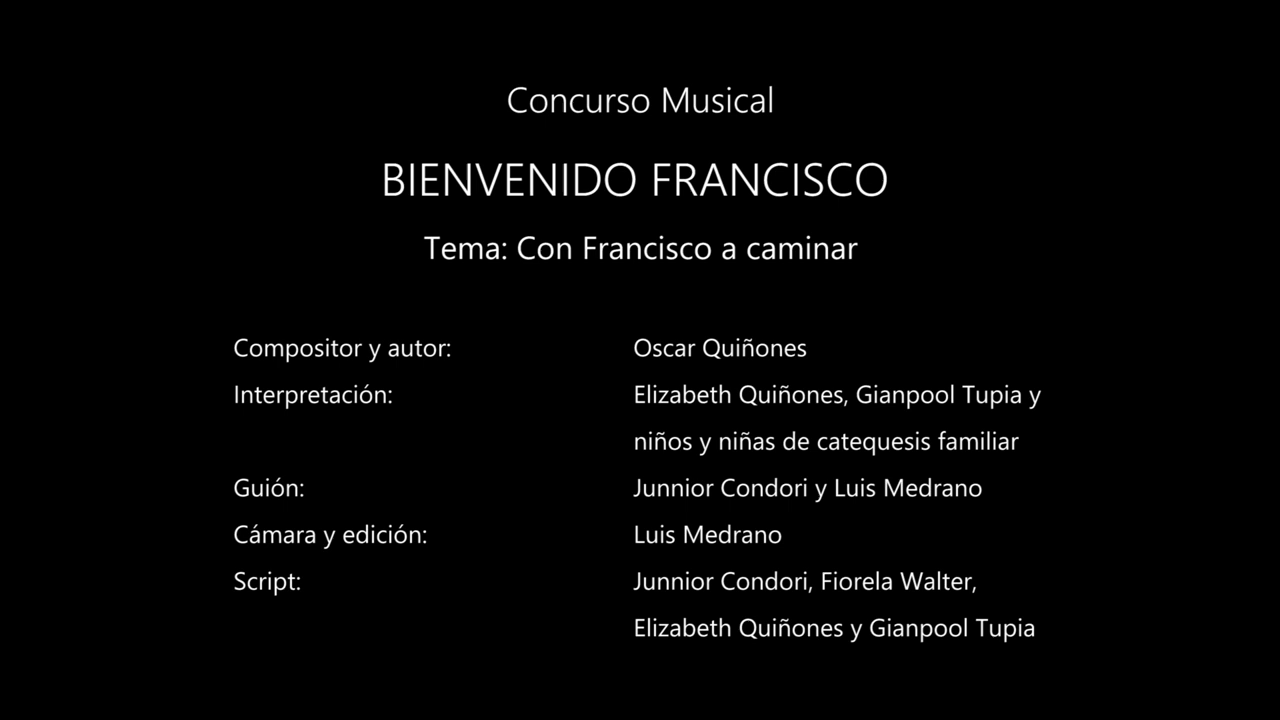 Concurso Musical
BIENVENIDO FRANCISCO
Tema: Con Francisco a caminar
Compositor y autor: Oscar Quiñones
Interpretación: Elizabeth Quiñones, Gianpool Tupia y
niños y niñas de catequesis familiar
Guión: Junnior Condori y Luis Medrano
Cámara y edición: Luis Medrano
Script: Junnior Condori, Fiorela Walter,
Elizabeth Quiñones y Gianpool Tupia